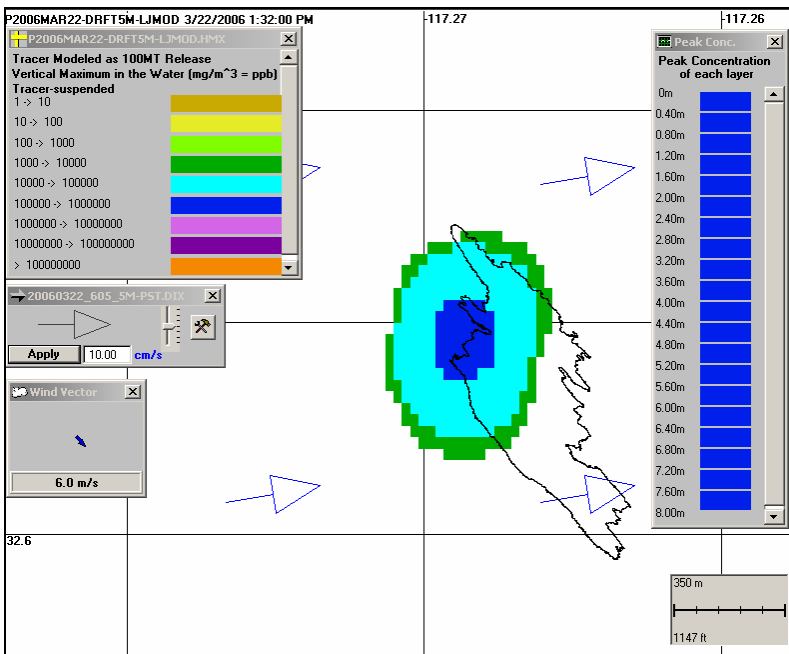 P2006MAR22-DRFT5M-LJMOD 3/22/2006 1:32:00 PM
-117.27
-117.26
P2006MAR22-DRFT5M-LJMOD.HMX
Tracer Modeled as 100MT Release
Vertical Maximum in the Water (mg/m^3 = ppb)
Tracer-suspended
1 -> 10
10 -> 100
100 -> 1000
1000 -> 10000
10000 -> 100000
100000 -> 1000000
1000000 -> 10000000
10000000 -> 100000000
> 100000000
20060322_605_5M-PST.DIX
Apply 10.00 cm/s
Wind Vector
6.0 m/s
Peak Conc.
Peak Concentration
of each layer
0m
0.40m
0.80m
1.20m
1.60m
2.00m
2.40m
2.80m
3.20m
3.60m
4.00m
4.40m
4.80m
5.20m
5.60m
6.00m
6.40m
6.80m
7.20m
7.60m
8.00m
32.6
350 m
1147 ft